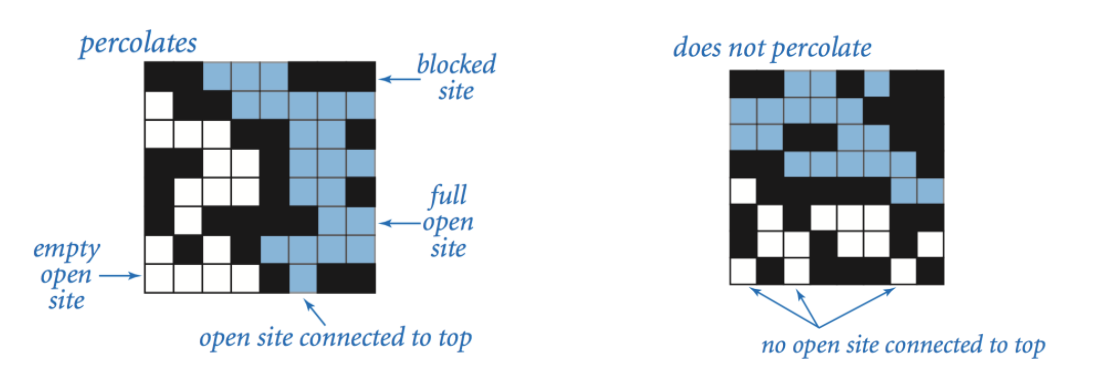 percolates
blocked
site
full
open
site
empty
open
site
open site connected to top
does not percolate
no open site connected to top